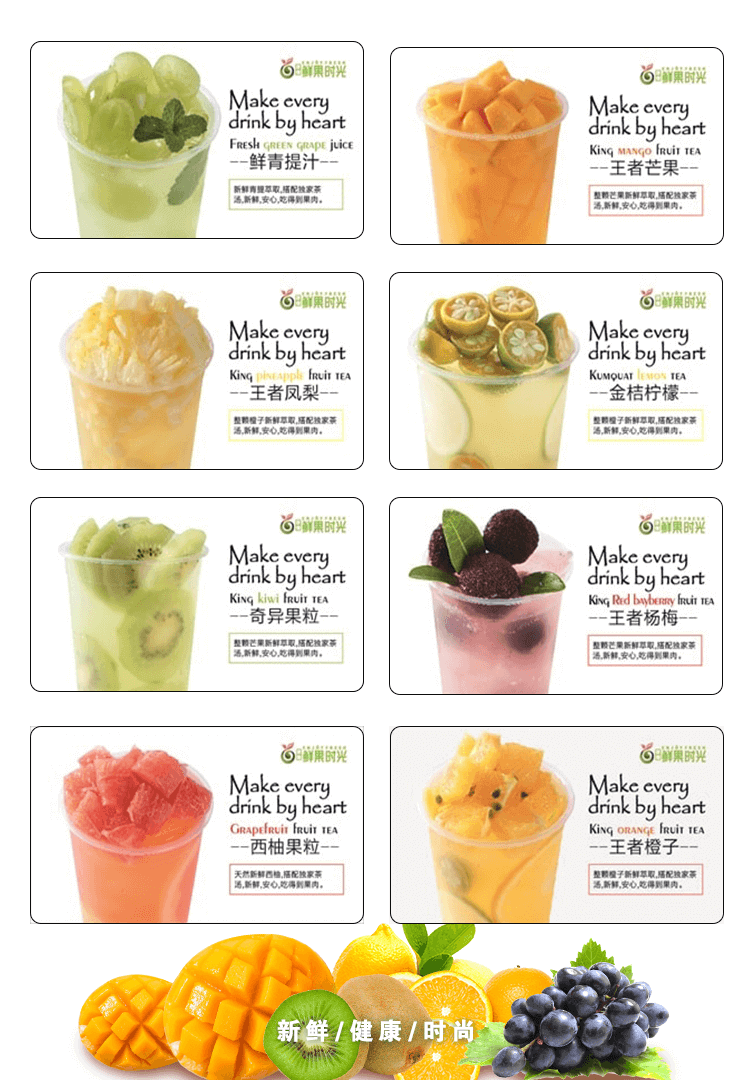 ENJOYFRESH
鲜果时光
Make every
drink by heart
Fresh GREEN GRAPE juice
--鲜青提汁--
新鲜青提萃取,搭配独家茶
汤,新鲜,安心,吃得到果肉。
ENJOYFRESH
鲜果时光
Make every
drink by heart
King MANGO fruit tea
--王者芒果--
整颗芒果新鲜萃取,搭配独家茶
汤,新鲜,安心,吃得到果肉。
ENJOYFRESH
鲜果时光
Make every
drink by heart
King pineapple fruit tea
--王者凤梨--
整颗橙子新鲜萃取,搭配独家茶
汤,新鲜,安心,吃得到果肉。
ENJOYFRESH
鲜果时光
Make every
drink by heart
Kumquat lemon tea
--金桔柠檬--
整颗橙子新鲜萃取,搭配独家茶
汤,新鲜,安心,吃得到果肉。
ENJOYFRESH
鲜果时光
Make every
drink by heart
King kiwi fruit tea
--奇异果粒--
整颗芒果新鲜萃取,搭配独家茶
汤,新鲜,安心,吃得到果肉。
ENJOYFRESH
鲜果时光
Make every
drink by heart
King Red bayberry fruit tea
--王者杨梅--
整颗芒果新鲜萃取,搭配独家茶
汤,新鲜,安心,吃得到果肉。
ENJOYFRESH
鲜果时光
Make every
drink by heart
Grapefruit fruit tea
--西柚果粒--
天然新鲜西柚,搭配独家茶
汤,新鲜,安心,吃得到果肉。
ENJOYFRESH
鲜果时光
Make every
drink by heart
King ORANGE fruit tea
--王者橙子--
整颗橙子新鲜萃取,搭配独家茶
汤,新鲜,安心,吃得到果肉。
新鲜/健康/时尚